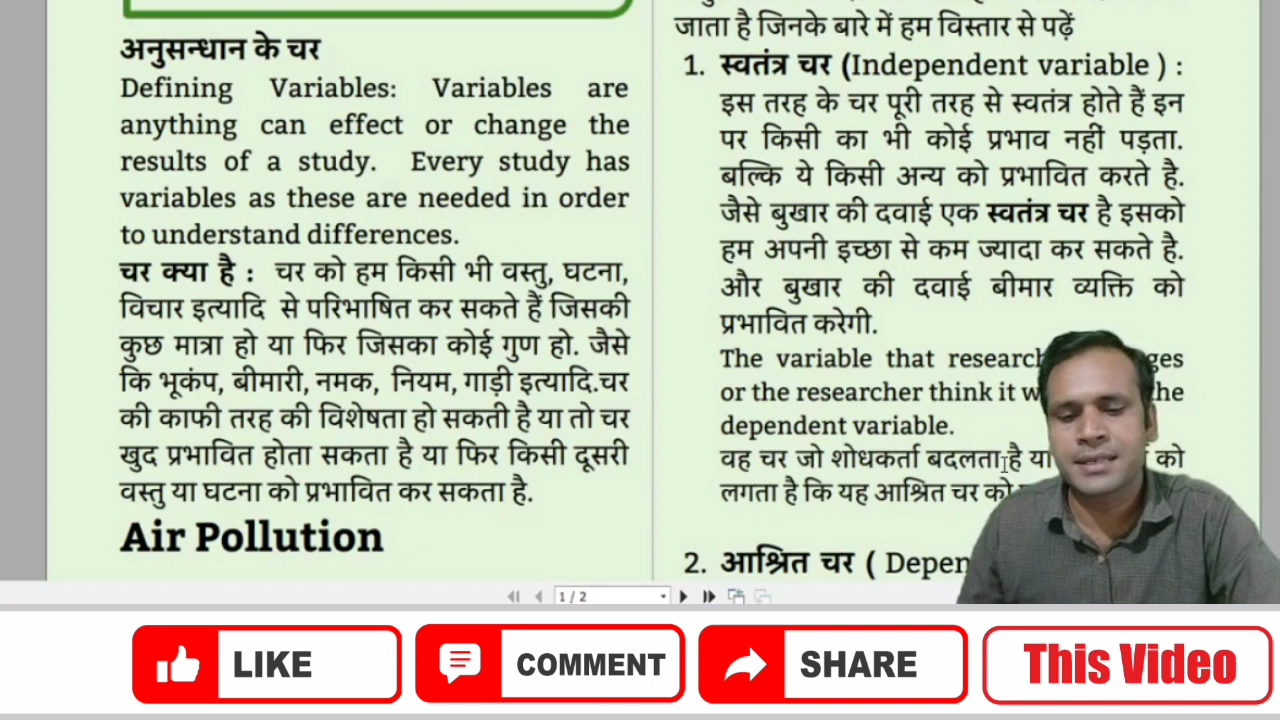 अनुसन्धान के चर
Defining Variables: Variables are
anything can effect or change the
results of a study. Every study has
variables as these are needed in order
to understand differences.
चर क्या है : चर को हम किसी भी वस्तु, घटना,
विचार इत्यादि से परिभाषित कर सकते हैं जिसकी
कुछ मात्रा हो या फिर जिसका कोई गुण हो. जैसे
कि भूकंप, बीमारी, नमक, नियम, गाड़ी इत्यादि.चर
की काफी तरह की विशेषता हो सकती है या तो चर
खुद प्रभावित होता सकता है या फिर किसी दूसरी
वस्तु या घटना को प्रभावित कर सकता है.
Air Pollution
जाता है जिनके बारे में हम विस्तार से पढ़ें
1. स्वतंत्र चर (Independent variable ) :
इस तरह के चर पूरी तरह से स्वतंत्र होते हैं इन
पर किसी का भी कोई प्रभाव नहीं पड़ता.
बल्कि ये किसी अन्य को प्रभावित करते है.
जैसे बुखार की दवाई एक स्वतंत्र चर है इसको
हम अपनी इच्छा से कम ज्यादा कर सकते है.
और बुखार की दवाई बीमार व्यक्ति को
प्रभावित करेगी.
The variable that
or the researcher think it the
dependent variable.
वह चर जो शोधकर्ता बदलता है या को
लगता है कि यह आश्रित चर को
2. आश्रित चर (
1 / 2
LIKE
COMMENT
SHARE
This Video